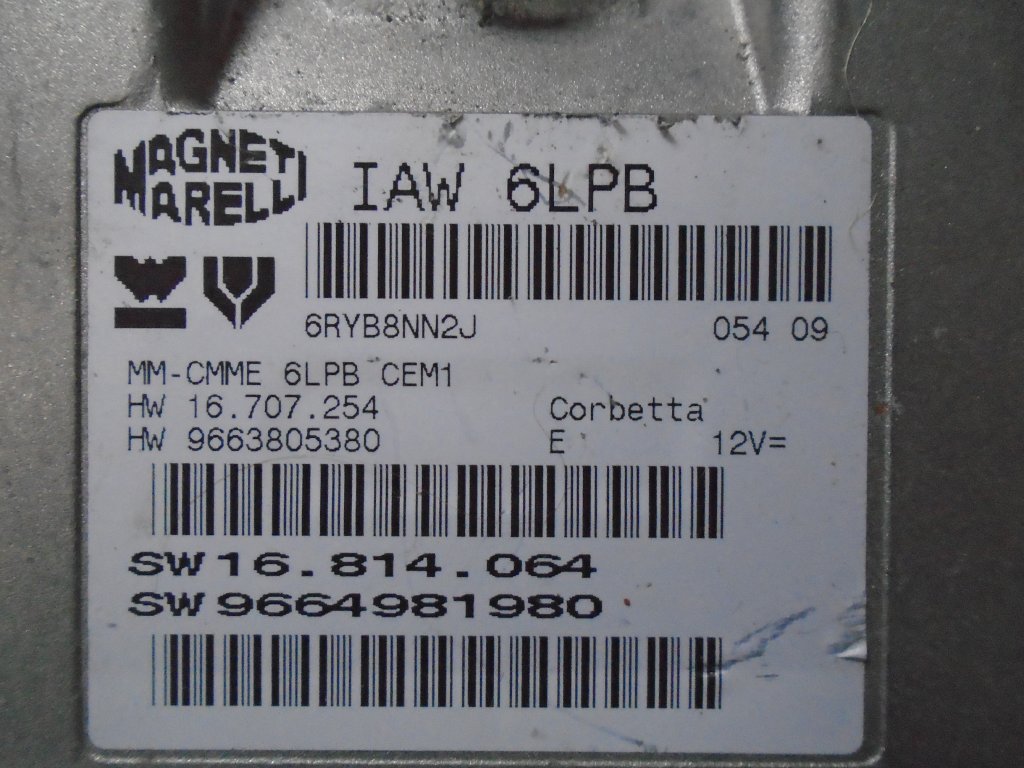 MAGNETI
MARELLI
IAW 6LPB
6RYB8NN2J 054 09
MM-CMME 6LPB CEM1
HW 16.707.254 Corbetta
HW 9663805380 E 12V=
SW16.814.064
SW9664981980